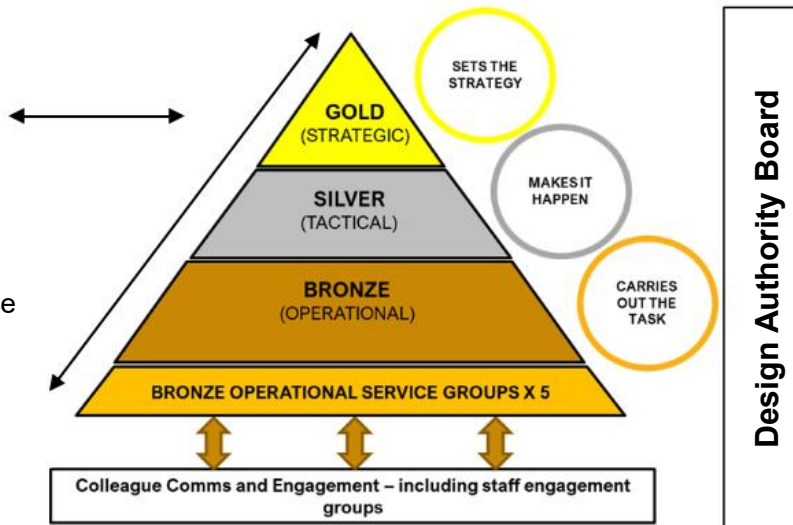 GOLD
(STRATEGIC)
SETS THE
STRATEGY
SILVER
(TACTICAL)
MAKES IT
HAPPEN
e
BRONZE
(OPERATIONAL)
CARRIES
OUT THE
TASK
BRONZE OPERATIONAL SERVICE GROUPS X 5
Colleague Comms and Engagement – including staff engagement
groups
Design Authority Board